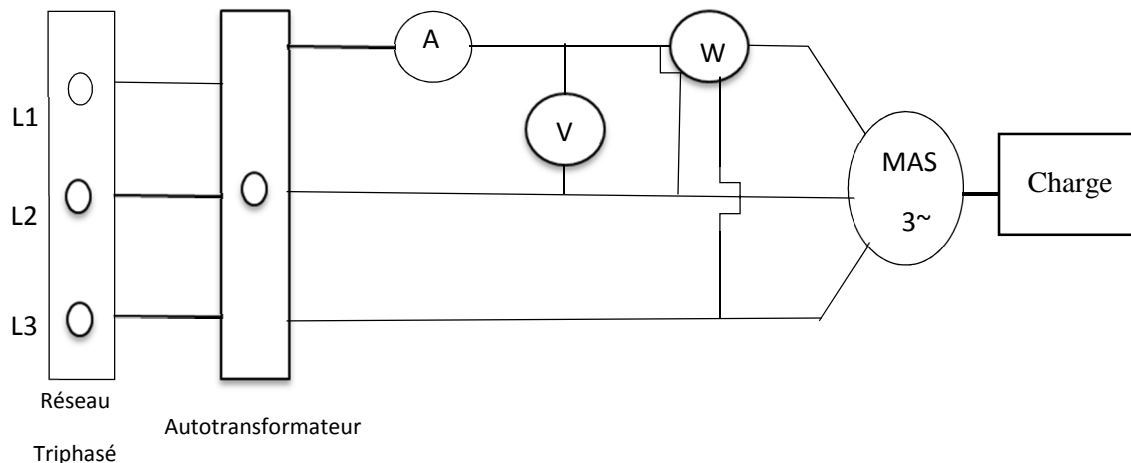 A
W
L1
V
MAS
3~
Charge
L2
L3
Réseau
Triphasé
Autotransformateur